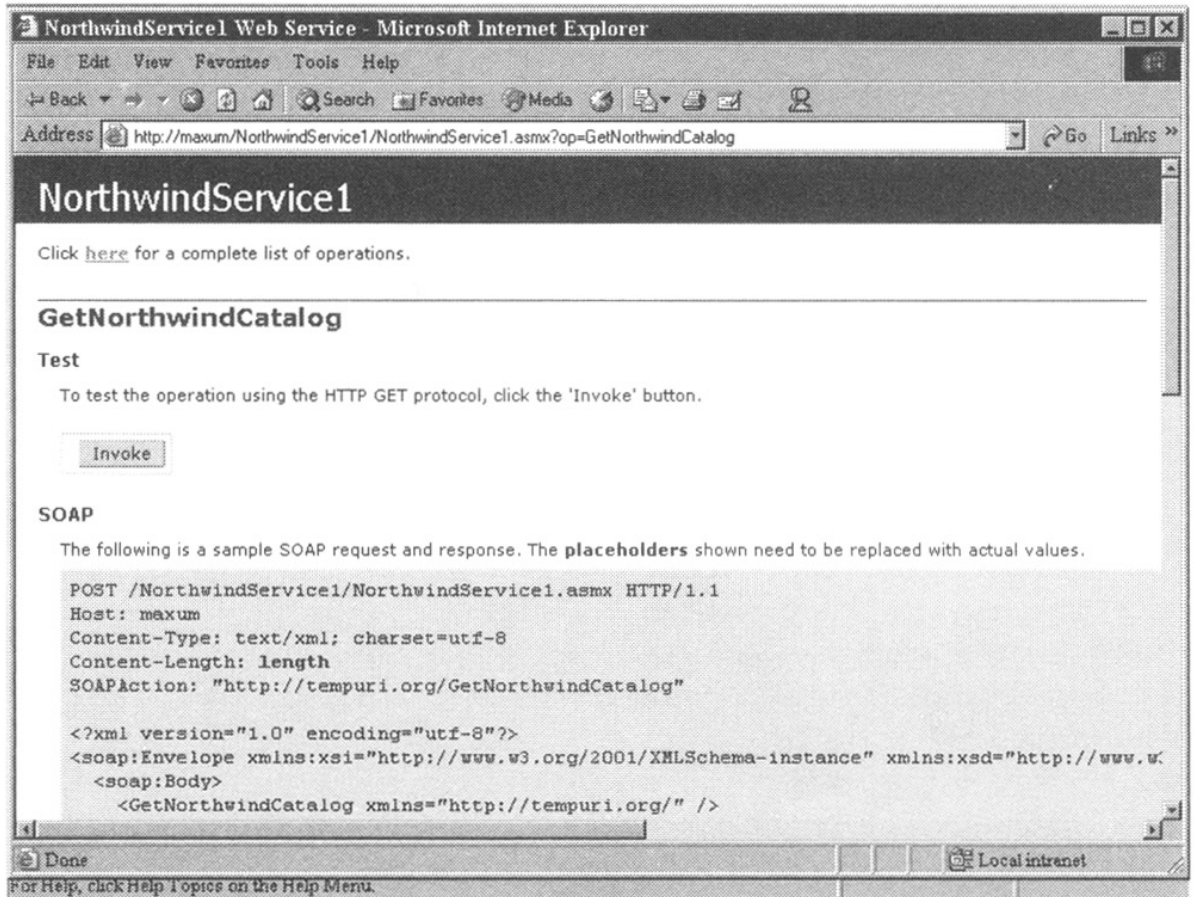 NorthwindService1 Web Service - Microsoft Internet Explorer
File Edit View Favorites Tools Help
Back Search Favorites Media
Address http://maxum/NorthwindService1/NorthwindService1.asmx?op=GetNorthwindCatalog Go Links »
NorthwindService1
Click here for a complete list of operations.
GetNorthwindCatalog
Test
To test the operation using the HTTP GET protocol, click the 'Invoke' button.
Invoke
SOAP
The following is a sample SOAP request and response. The placeholders shown need to be replaced with actual values.
POST /NorthwindService1/NorthwindService1.asmx HTTP/1.1
Host: maxum
Content-Type: text/xml; charset=utf-8
Content-Length: length
SOAPAction: "http://tempuri.org/GetNorthwindCatalog"
<?xml version="1.0" encoding="utf-8"?>
<soap:Envelope xmlns:xsi="http://www.w3.org/2001/XMLSchema-instance" xmlns:xsd="http://www.w
<soap:Body>
<GetNorthwindCatalog xmlns="http://tempuri.org/" />
Done Local intranet
For Help, click Help Topics on the Help Menu.